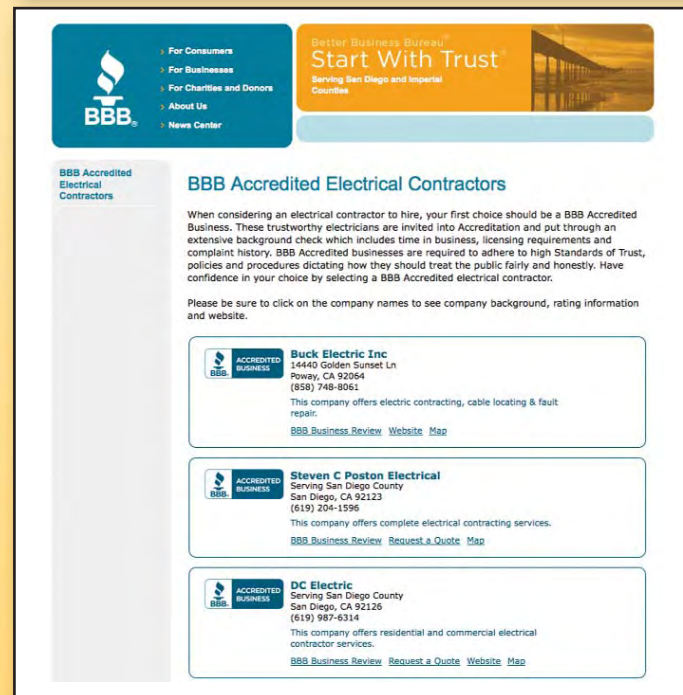 BBB®
› For Consumers
› For Businesses
› For Charities and Donors
› About Us
› News Center
Better Business Bureau®
Start With Trust®
Serving San Diego and Imperial
Counties
BBB Accredited
Electrical
Contractors
BBB Accredited Electrical Contractors
When considering an electrical contractor to hire, your first choice should be a BBB Accredited
Business. These trustworthy electricians are invited into Accreditation and put through an
extensive background check which includes time in business, licensing requirements and
complaint history. BBB Accredited businesses are required to adhere to high Standards of Trust,
policies and procedures dictating how they should treat the public fairly and honestly. Have
confidence in your choice by selecting a BBB Accredited electrical contractor.
Please be sure to click on the company names to see company background, rating information
and website.
BBB.
ACCREDITED
BUSINESS
Buck Electric Inc
14440 Golden Sunset Ln
Poway, CA 92064
(858) 748-8061
This company offers electric contracting, cable locating & fault
repair.
BBB Business Review Website Map
BBB.
ACCREDITED
BUSINESS
Steven C Poston Electrical
Serving San Diego County
San Diego, CA 92123
(619) 204-1596
This company offers complete electrical contracting services.
BBB Business Review Request a Quote Map
BBB.
ACCREDITED
BUSINESS
DC Electric
Serving San Diego County
San Diego, CA 92126
(619) 987-6314
This company offers residential and commercial electrical
contractor services.
BBB Business Review Request a Quote Website Map